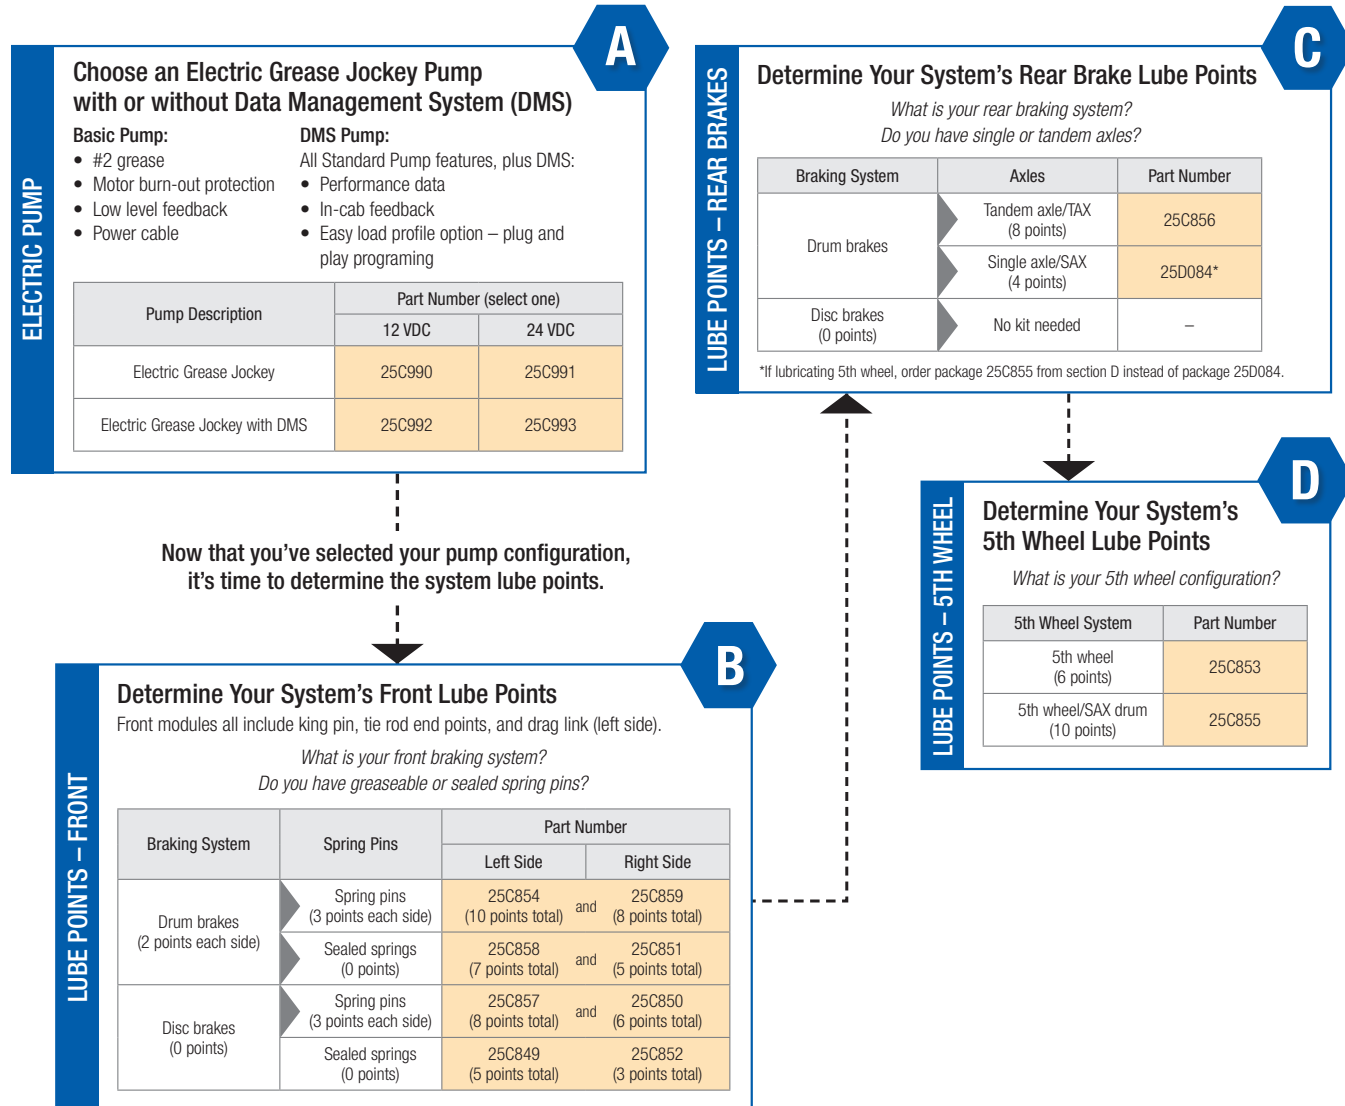 A
ELECTRIC PUMP
Choose an Electric Grease Jockey Pump
with or without Data Management System (DMS)
Basic Pump:
• #2 grease
• Motor burn-out protection
• Low level feedback
• Power cable
DMS Pump:
All Standard Pump features, plus DMS:
• Performance data
• In-cab feedback
• Easy load profile option – plug and
play programing
Pump Description
Part Number (select one)
12 VDC 24 VDC
Electric Grease Jockey 25C990 25C991
Electric Grease Jockey with DMS 25C992 25C993
Now that you've selected your pump configuration,
it's time to determine the system lube points.
B
LUBE POINTS – FRONT
Determine Your System's Front Lube Points
Front modules all include king pin, tie rod end points, and drag link (left side).
What is your front braking system?
Do you have greaseable or sealed spring pins?
Braking System Spring Pins Part Number
Left Side Right Side
Drum brakes
(2 points each side)
Spring pins
(3 points each side)
25C854
(10 points total)
and
25C859
(8 points total)
Sealed springs
(0 points)
25C858
(7 points total)
and
25C851
(5 points total)
Disc brakes
(0 points)
Spring pins
(3 points each side)
25C857
(8 points total)
and
25C850
(6 points total)
Sealed springs
(0 points)
25C849
(5 points total)
25C852
(3 points total)
C
LUBE POINTS – REAR BRAKES
Determine Your System's Rear Brake Lube Points
What is your rear braking system?
Do you have single or tandem axles?
Braking System Axles Part Number
Drum brakes
Tandem axle/TAX
(8 points)
25C856
Single axle/SAX
(4 points)
25D084*
Disc brakes
(0 points)
No kit needed
–
*If lubricating 5th wheel, order package 25C855 from section D instead of package 25D084.
D
LUBE POINTS – 5TH WHEEL
Determine Your System's
5th Wheel Lube Points
What is your 5th wheel configuration?
5th Wheel System Part Number
5th wheel
(6 points)
25C853
5th wheel/SAX drum
(10 points)
25C855